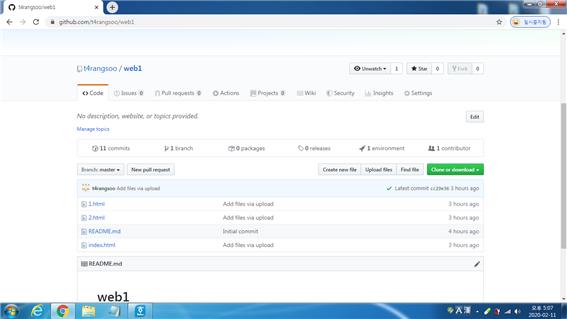 t4rangsoo/web1
github.com/t4rangsoo/web1
일시중지됨
t4rangsoo / web1
Unwatch 1 Star 0 Fork 0
Code Issues 0 Pull requests 0 Actions Projects 0 Wiki Security Insights Settings
No description, website, or topics provided.
Edit
Manage topics
11 commits 1 branch 0 packages 0 releases 1 environment 1 contributor
Branch: master New pull request Create new file Upload files Find file Clone or download
t4rangsoo Add files via upload Latest commit cc29e36 3 hours ago
1.html Add files via upload 3 hours ago
2.html Add files via upload 3 hours ago
README.md Initial commit 4 hours ago
index.html Add files via upload 3 hours ago
README.md
web1
오후 5:07
2020-02-11